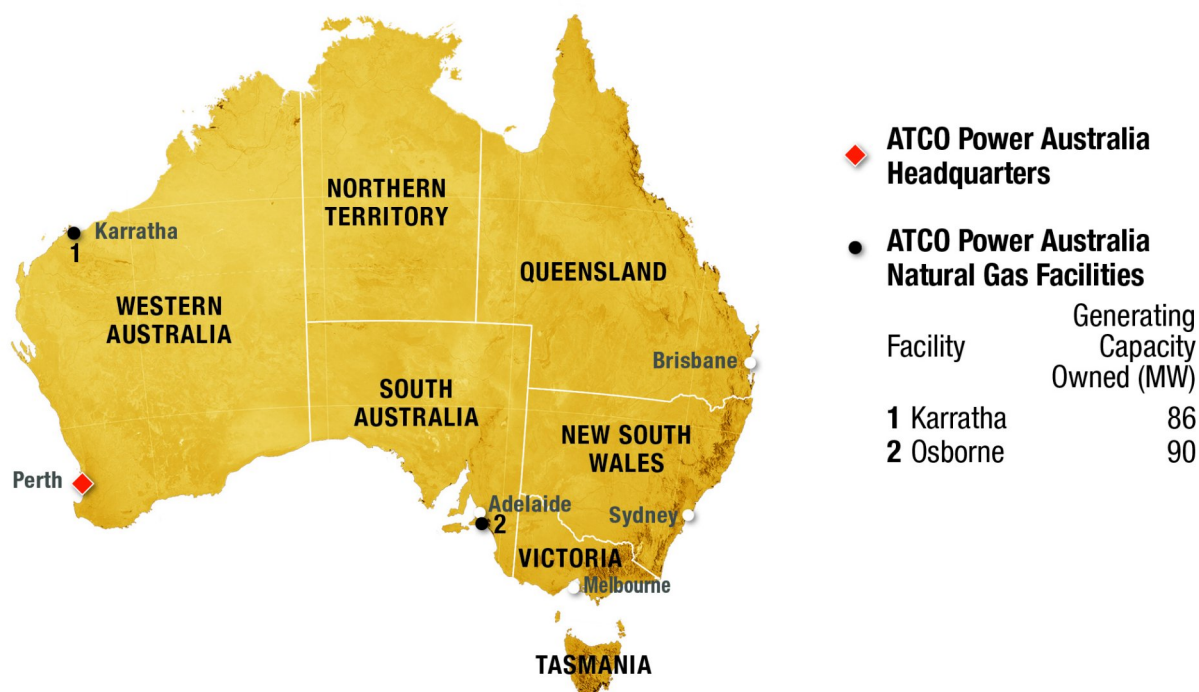 NORTHERN
TERRITORY
Karratha
1
QUEENSLAND
WESTERN
AUSTRALIA
Brisbane
SOUTH
AUSTRALIA
NEW SOUTH
WALES
Perth
Adelaide
2
Sydney
VICTORIA
Melbourne
TASMANIA
ATCO Power Australia
Headquarters
ATCO Power Australia
Natural Gas Facilities
Facility Generating
Capacity
Owned (MW)
1 Karratha 86
2 Osborne 90